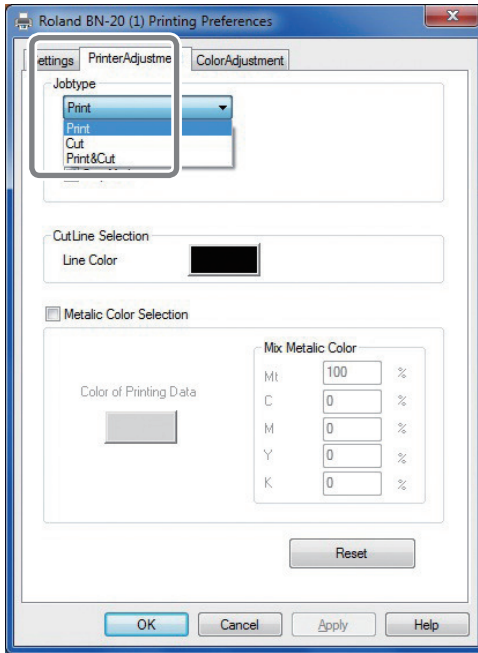 Roland BN-20 (1) Printing Preferences
ettings PrinterAdjustme ColorAdjustment
Jobtype
Print
Print
Cut
Print&Cut
CutLine Selection
Line Color
Metalic Color Selection
Mix Metalic Color
Color of Printing Data
Mt 100 %
C 0 %
M 0 %
Y 0 %
K 0 %
Reset
OK Cancel Apply Help